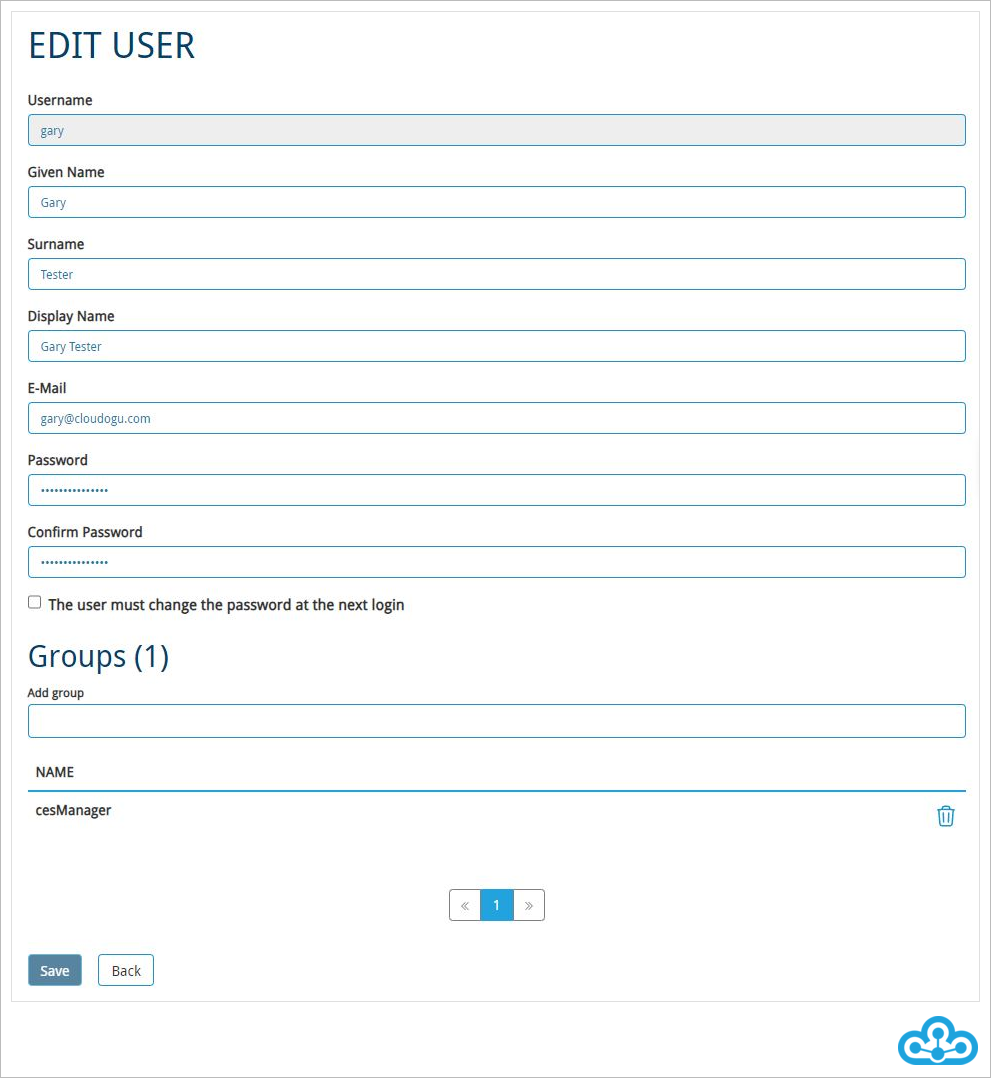 EDIT USER
Username
gary
Given Name
Gary
Surname
Tester
Display Name
Gary Tester
E-Mail
gary@cloudogu.com
Password
•••••••••••••••
Confirm Password
•••••••••••••••
The user must change the password at the next login
Groups (1)
Add group
NAME
cesManager
« 1 »
Save Back